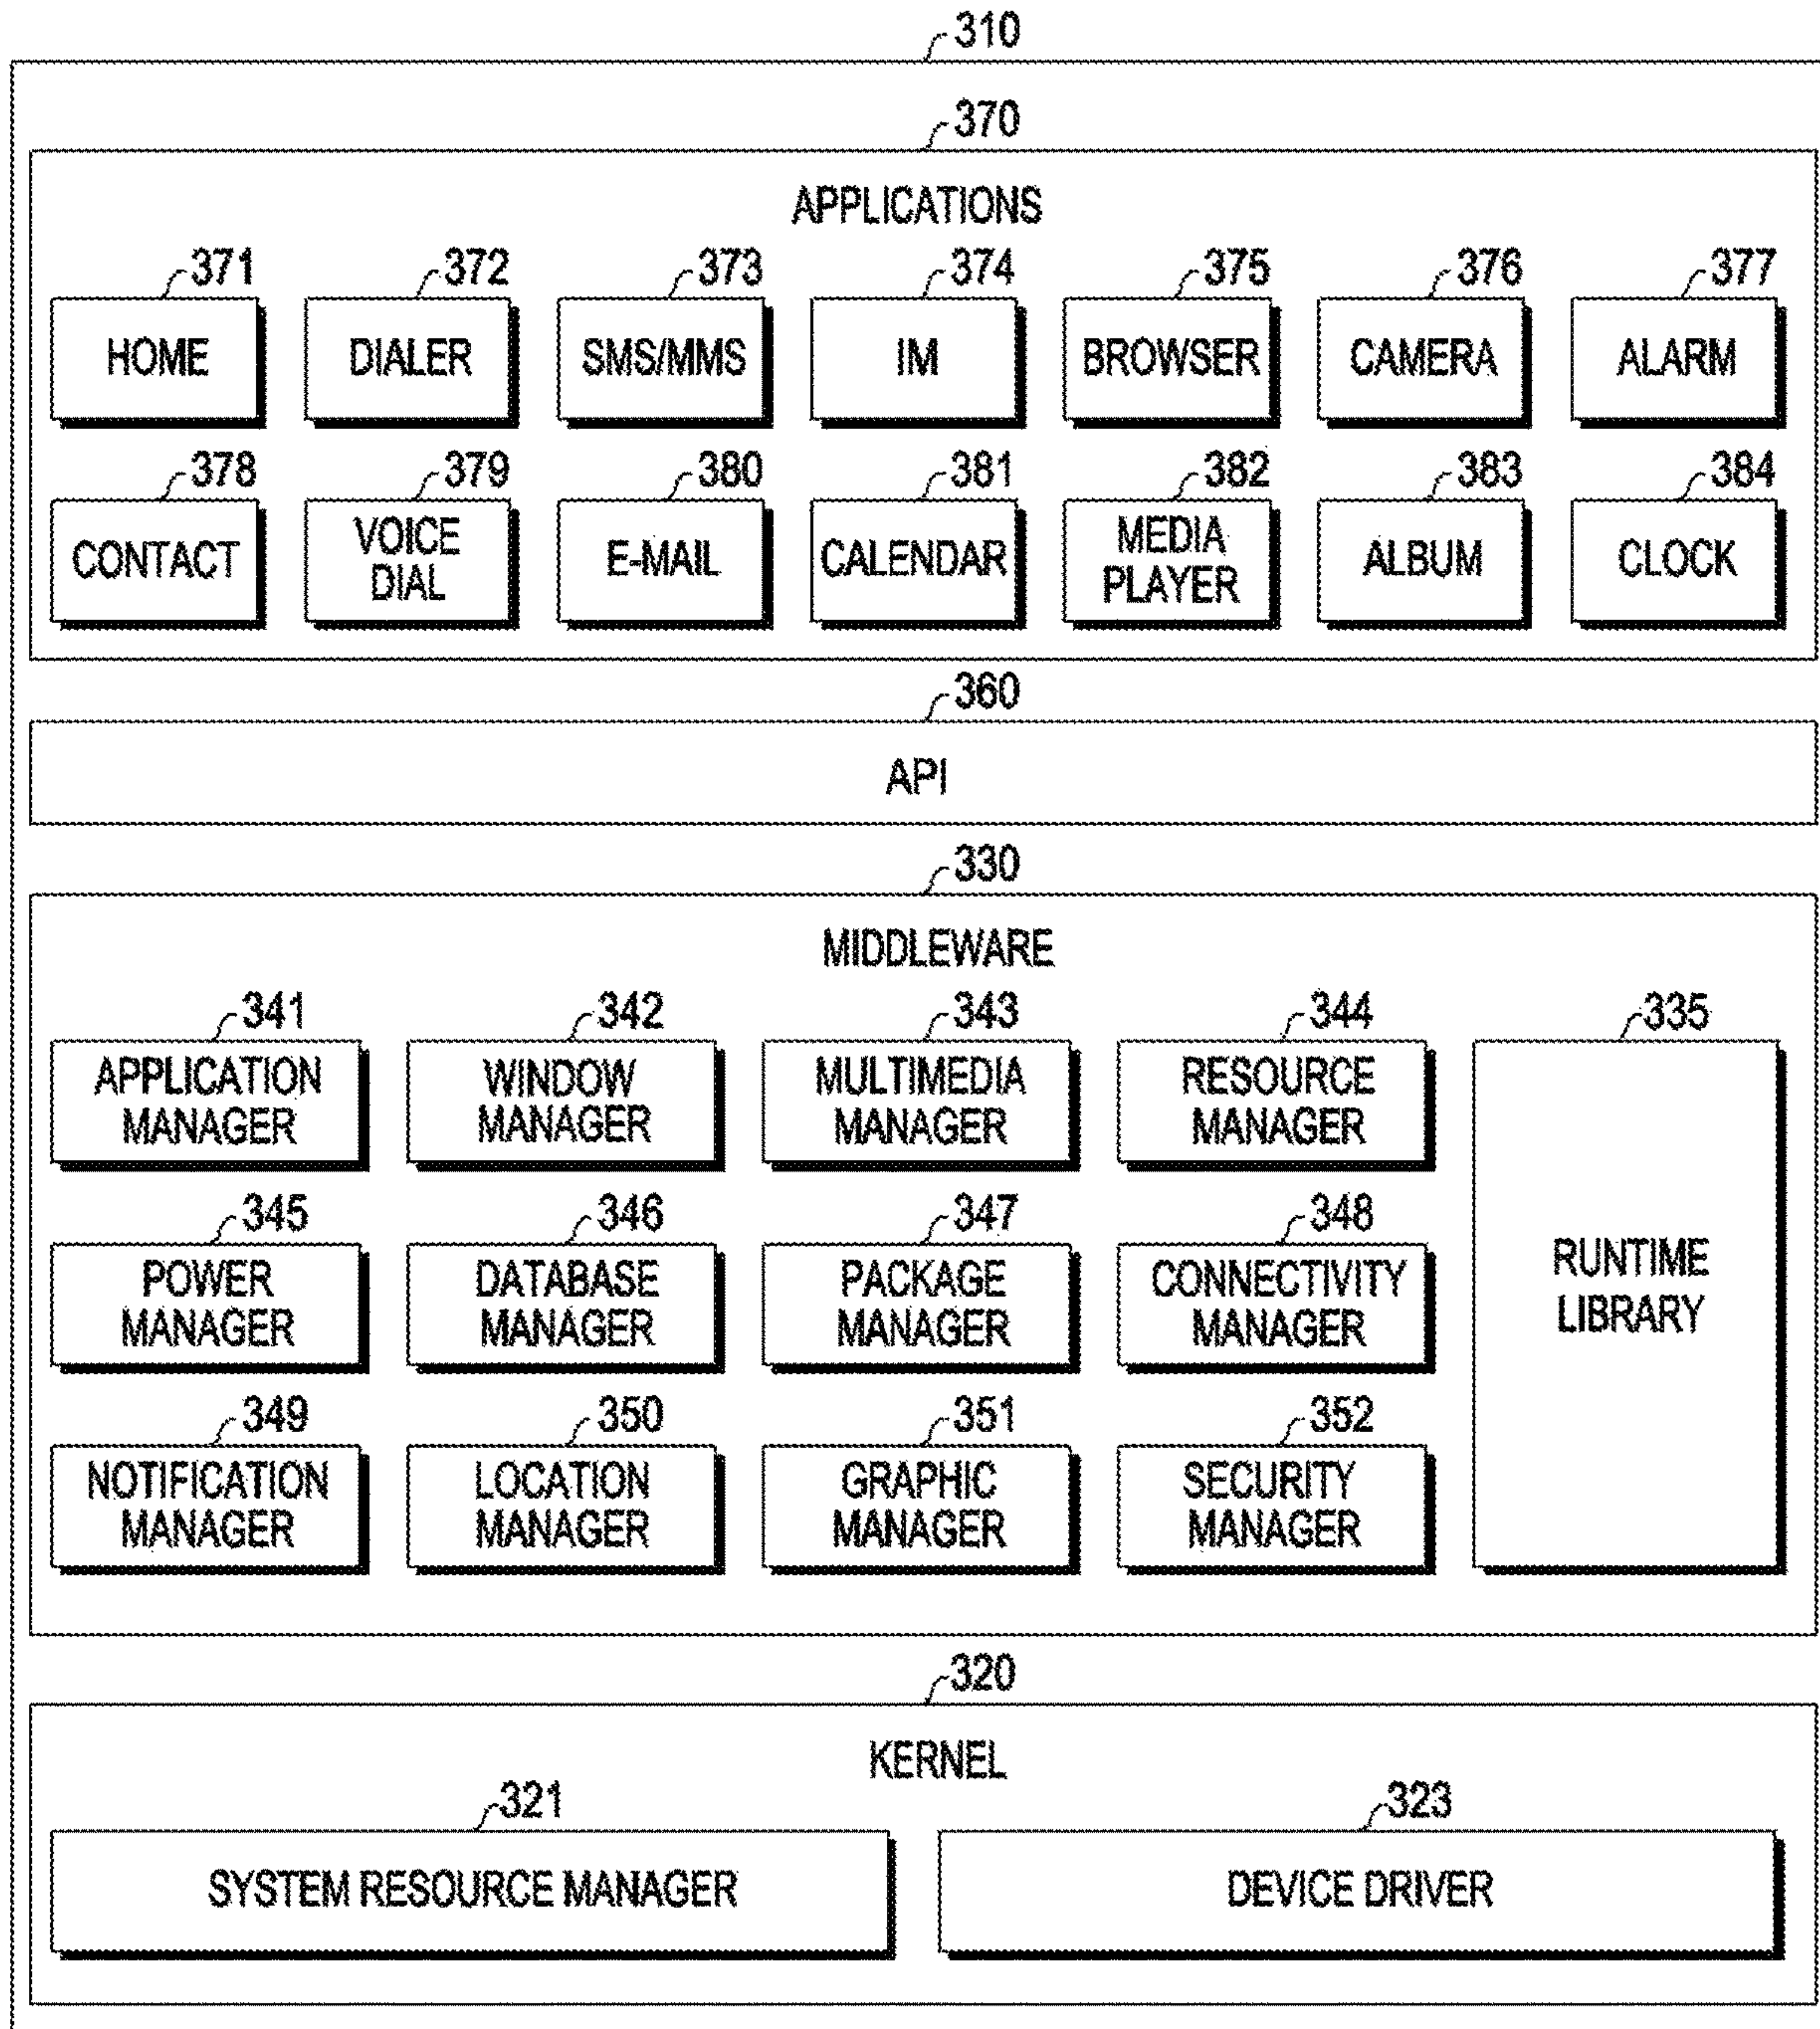 310
370
APPLICATIONS
371 372 373 374 375 376 377
HOME DIALER SMS/MMS IM BROWSER CAMERA ALARM
378 379 380 381 382 383 384
CONTACT VOICE DIAL E-MAIL CALENDAR MEDIA PLAYER ALBUM CLOCK
360
API
330
MIDDLEWARE
341 342 343 344 335
APPLICATION MANAGER WINDOW MANAGER MULTIMEDIA MANAGER RESOURCE MANAGER
345 346 347 348
POWER MANAGER DATABASE MANAGER PACKAGE MANAGER CONNECTIVITY MANAGER RUNTIME LIBRARY
349 350 351 352
NOTIFICATION MANAGER LOCATION MANAGER GRAPHIC MANAGER SECURITY MANAGER
320
KERNEL
321 323
SYSTEM RESOURCE MANAGER DEVICE DRIVER